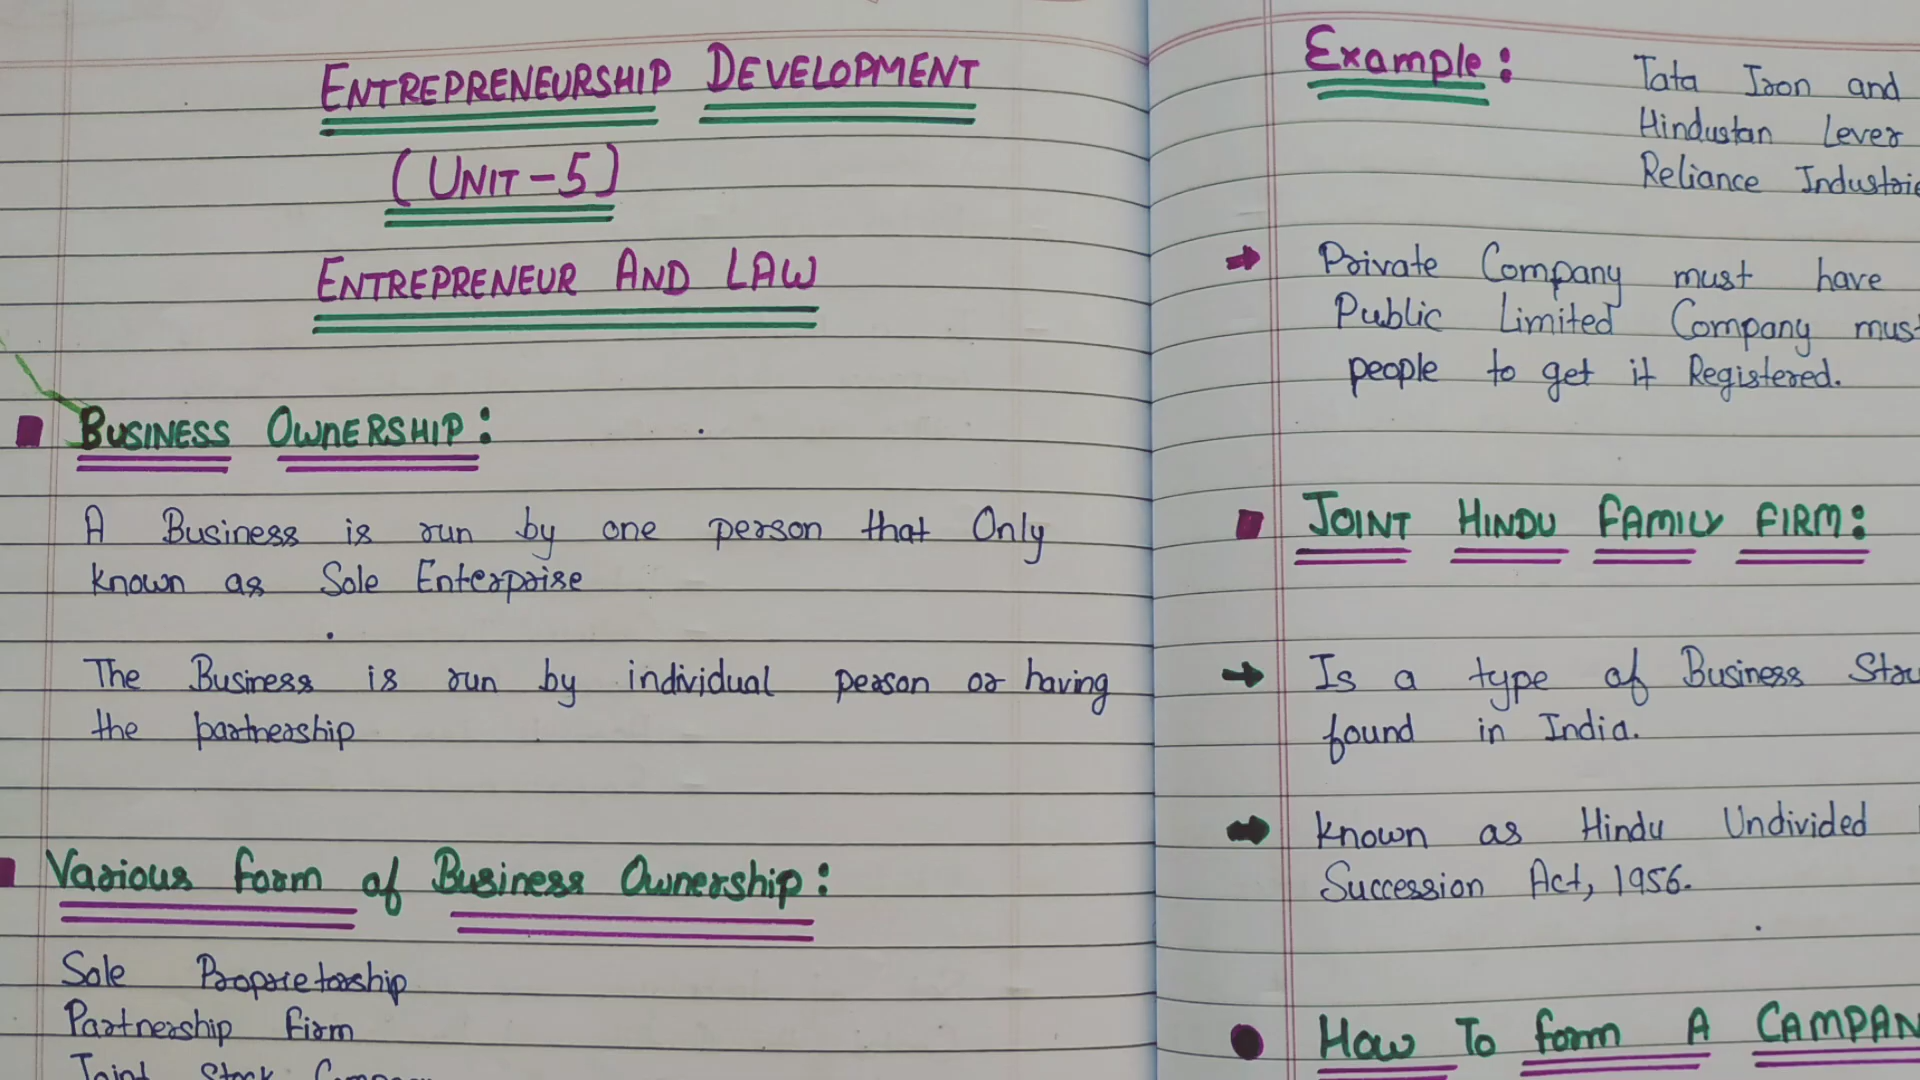 ENTREPRENEURSHIP DEVELOPMENT
(UNIT-5)
ENTREPRENEUR AND LAW
BUSINESS OWNERSHIP:
A Business is run by one person that Only
known as Sole Enterprise
The Business is run by individual person or having
the partnership
Various form of Business Ownership:
Sole Proprietorship
Partnership firm
Joint Stock
Example:
Tata Iron and
Hindustan Lever
Reliance
Private Company must have
Public Limited Company
people to get it Registered.
JOINT HINDU FAMILY FIRM:
Is a type of Business
found in India.
Known as Hindu Undivided
Succession Act, 1956.
HOW To form A